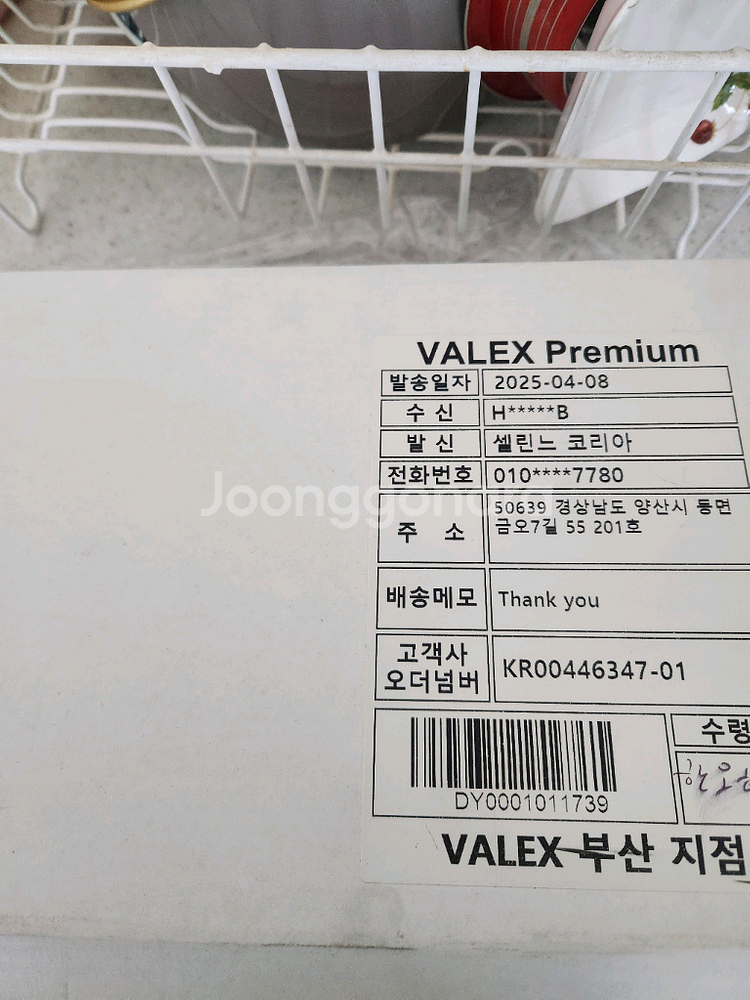 VALEX Premium
발송일자 2025-04-08
수 신 H*****B
발 신 셀린느 코리아
전화번호 010****7780
주 소 50639 경상남도 양산시 동면
금오7길 55 201호
배송메모 Thank you
고객사
오더넘버 KR00446347-01
수령
DY0001011739
VALEX 부산 지점
Joonggonara